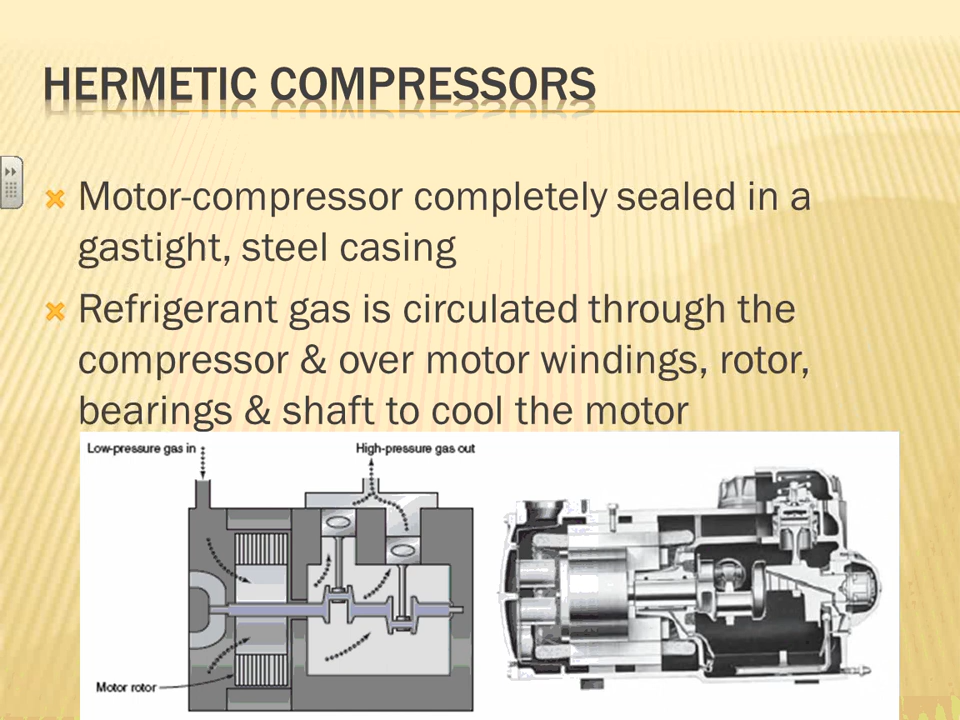 HERMETIC COMPRESSORS
Motor-compressor completely sealed in a
gastight, steel casing
Refrigerant gas is circulated through the
compressor & over motor windings, rotor,
bearings & shaft to cool the motor
Low-pressure gas in
High-pressure gas out
Motor rotor